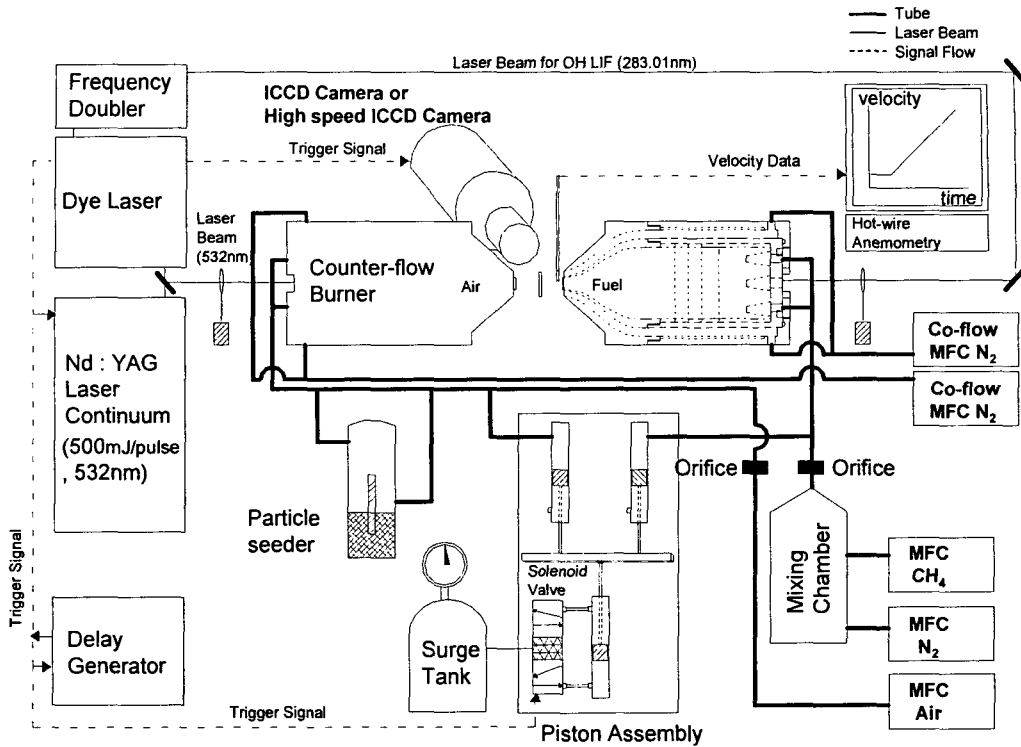 Tube
Laser Beam
Signal Flow
Laser Beam for OH LIF (283.01nm)
Frequency
Doubler
ICCD Camera or
High speed ICCD Camera
velocity
time
Trigger Signal
Velocity Data
Dye Laser
Laser
Beam
(532nm)
Hot-wire
Anemometry
Counter-flow
Burner
Air
Fuel
Co-flow
MFC N₂
Co-flow
MFC N₂
Nd : YAG
Laser
Continuum
(500mJ/pulse
, 532nm)
Orifice
Orifice
Particle
seeder
Solenoid
Valve
Mixing
Chamber
MFC
CH₄
MFC
N₂
MFC
Air
Surge
Tank
Trigger Signal
Delay
Generator
Trigger Signal
Piston Assembly